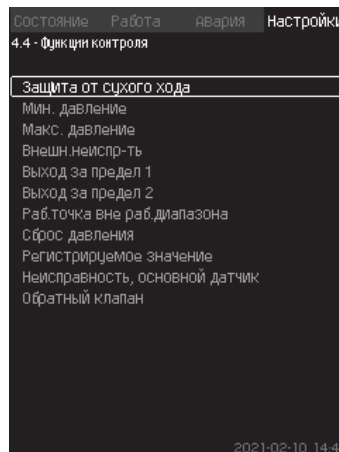 Состояние Работа Авария Настройки
4.4 - Функции контроля
Защита от сухого хода
Мин. давление
Макс. давление
Внешн.неиспр-ть
Выход за предел 1
Выход за предел 2
Раб.точка вне раб.диапазона
Сброс давления
Регистрируемое значение
Неисправность, основной датчик
Обратный клапан
2021-02-10 14:4